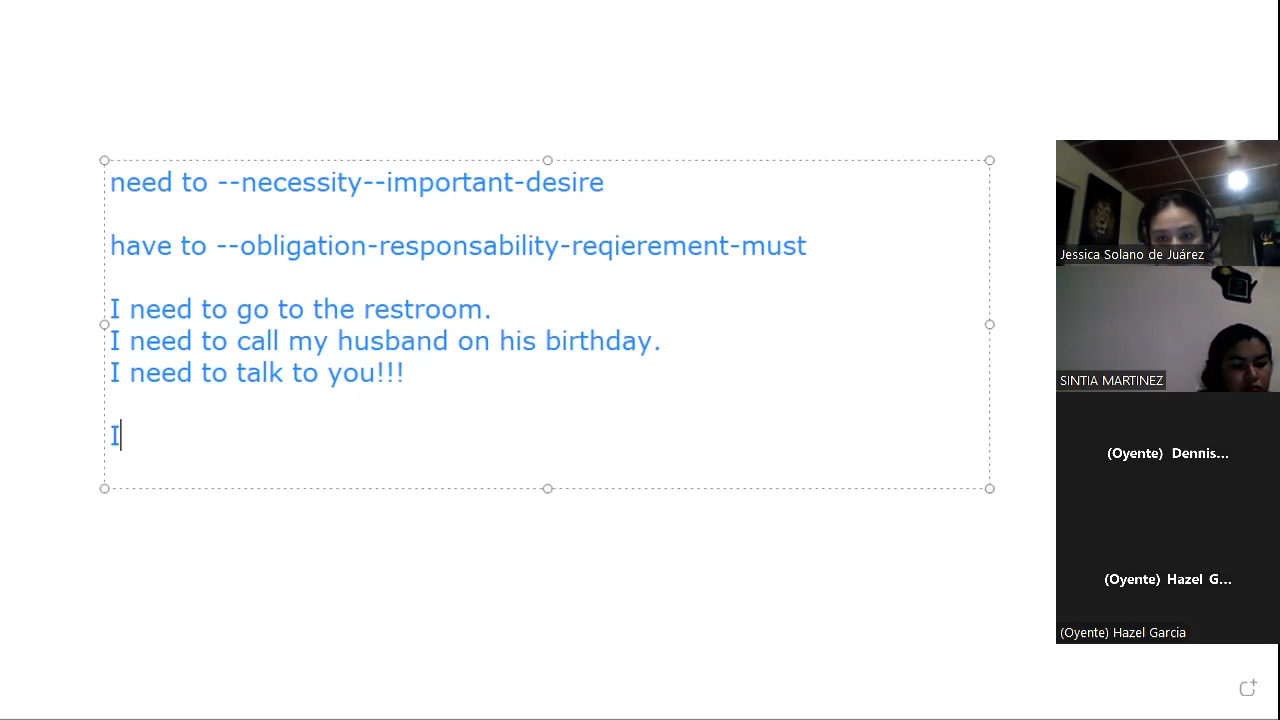 need to --necessity--important-desire
have to --obligation-responsability-reqierement-must
I need to go to the restroom.
I need to call my husband on his birthday.
I need to talk to you!!!
I
Jessica Solano de Juárez
SINTIA MARTINEZ
(Oyente) Dennis...
(Oyente) Hazel G...
(Oyente) Hazel Garcia